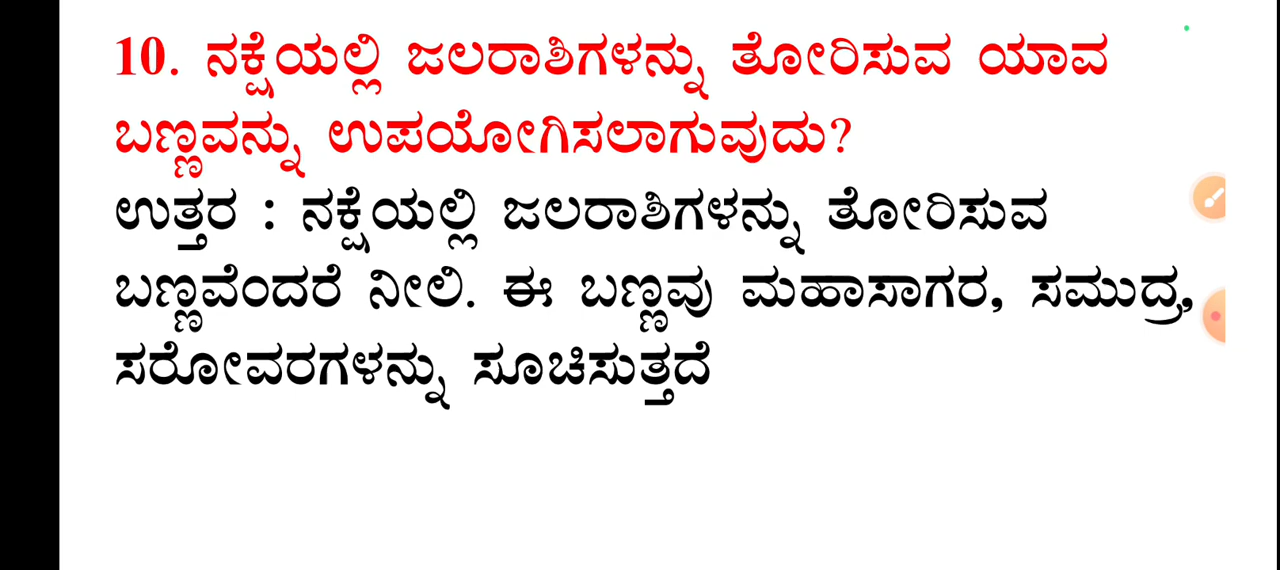 10. ನಕ್ಷೆಯಲ್ಲಿ ಜಲರಾಶಿಗಳನ್ನು ತೋರಿಸುವ ಯಾವ
ಬಣ್ಣವನ್ನು ಉಪಯೋಗಿಸಲಾಗುವುದು?
ಉತ್ತರ : ನಕ್ಷೆಯಲ್ಲಿ ಜಲರಾಶಿಗಳನ್ನು ತೋರಿಸುವ
ಬಣ್ಣವೆಂದರೆ ನೀಲಿ. ಈ ಬಣ್ಣವು ಮಹಾಸಾಗರ, ಸಮುದ್ರ,
ಸರೋವರಗಳನ್ನು ಸೂಚಿಸುತ್ತದೆ